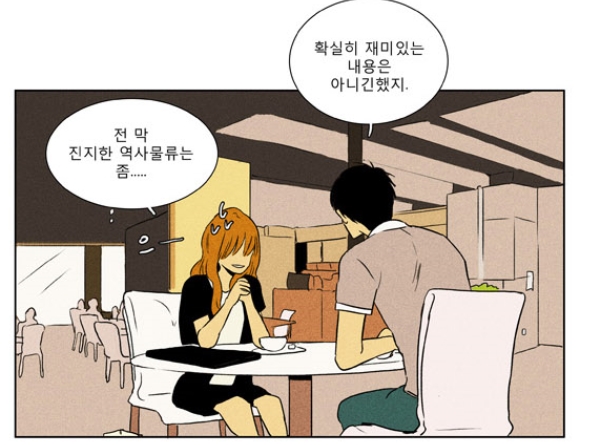 확실히 재미있는
내용은
아니긴했지.
전 막
진지한 역사물류는
좀.....
으—